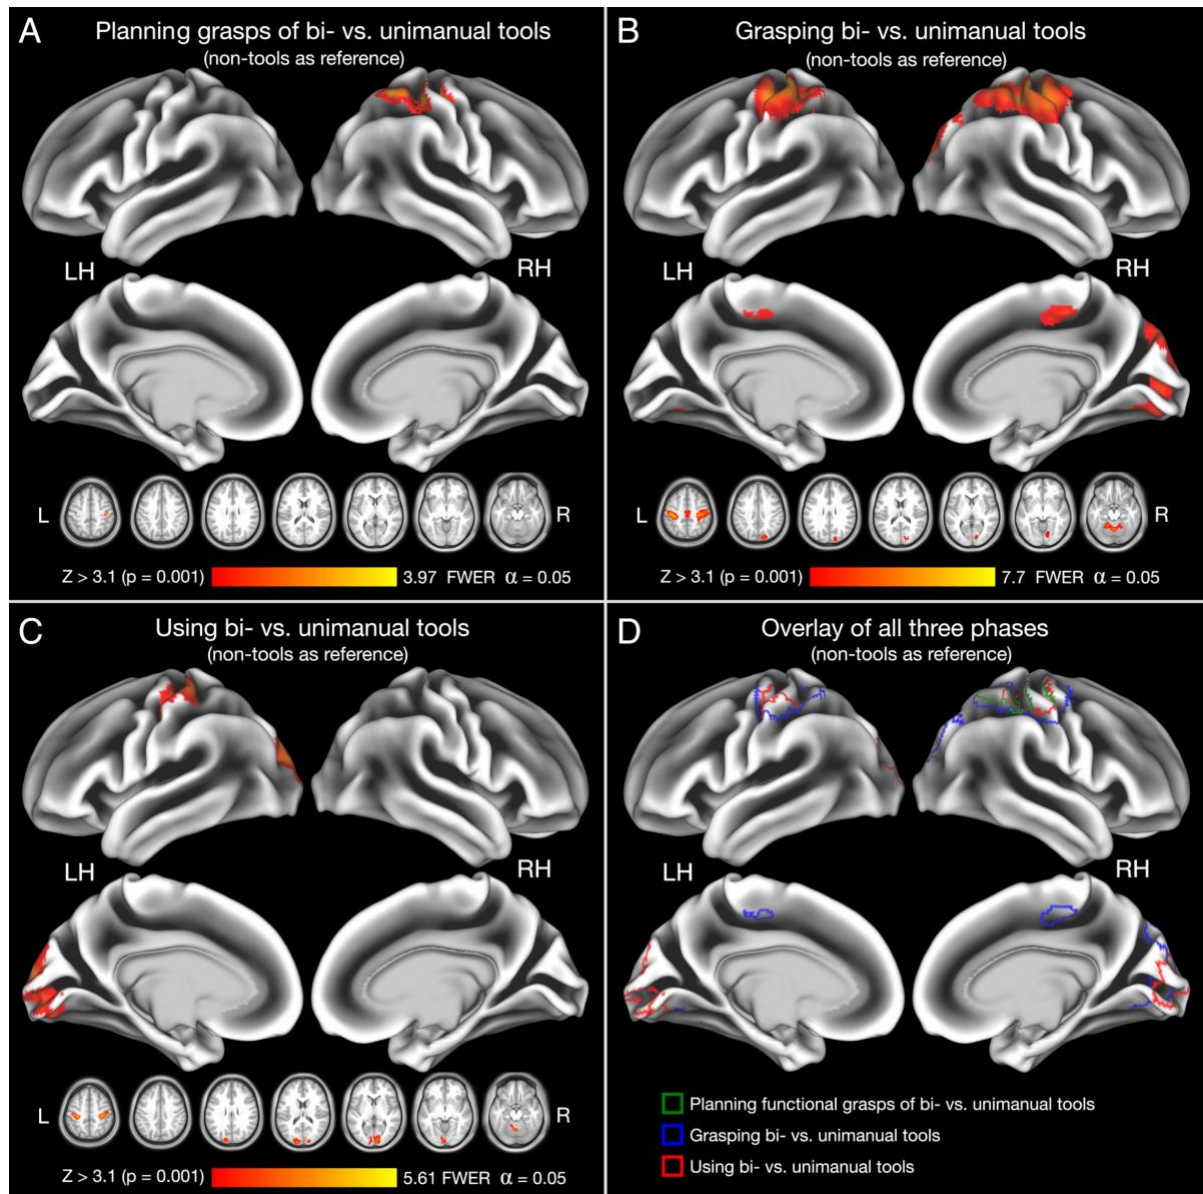 A
Planning grasps of bi- vs. unimanual tools
(non-tools as reference)
LH
RH
L
R
Z > 3.1 (p = 0.001)
3.97 FWER α = 0.05
B
Grasping bi- vs. unimanual tools
(non-tools as reference)
LH
RH
L
R
Z > 3.1 (p = 0.001)
7.7 FWER α = 0.05
C
Using bi- vs. unimanual tools
(non-tools as reference)
LH
RH
L
R
Z > 3.1 (p = 0.001)
5.61 FWER α = 0.05
D
Overlay of all three phases
(non-tools as reference)
LH
RH
Planning functional grasps of bi- vs. unimanual tools
Grasping bi- vs. unimanual tools
Using bi- vs. unimanual tools